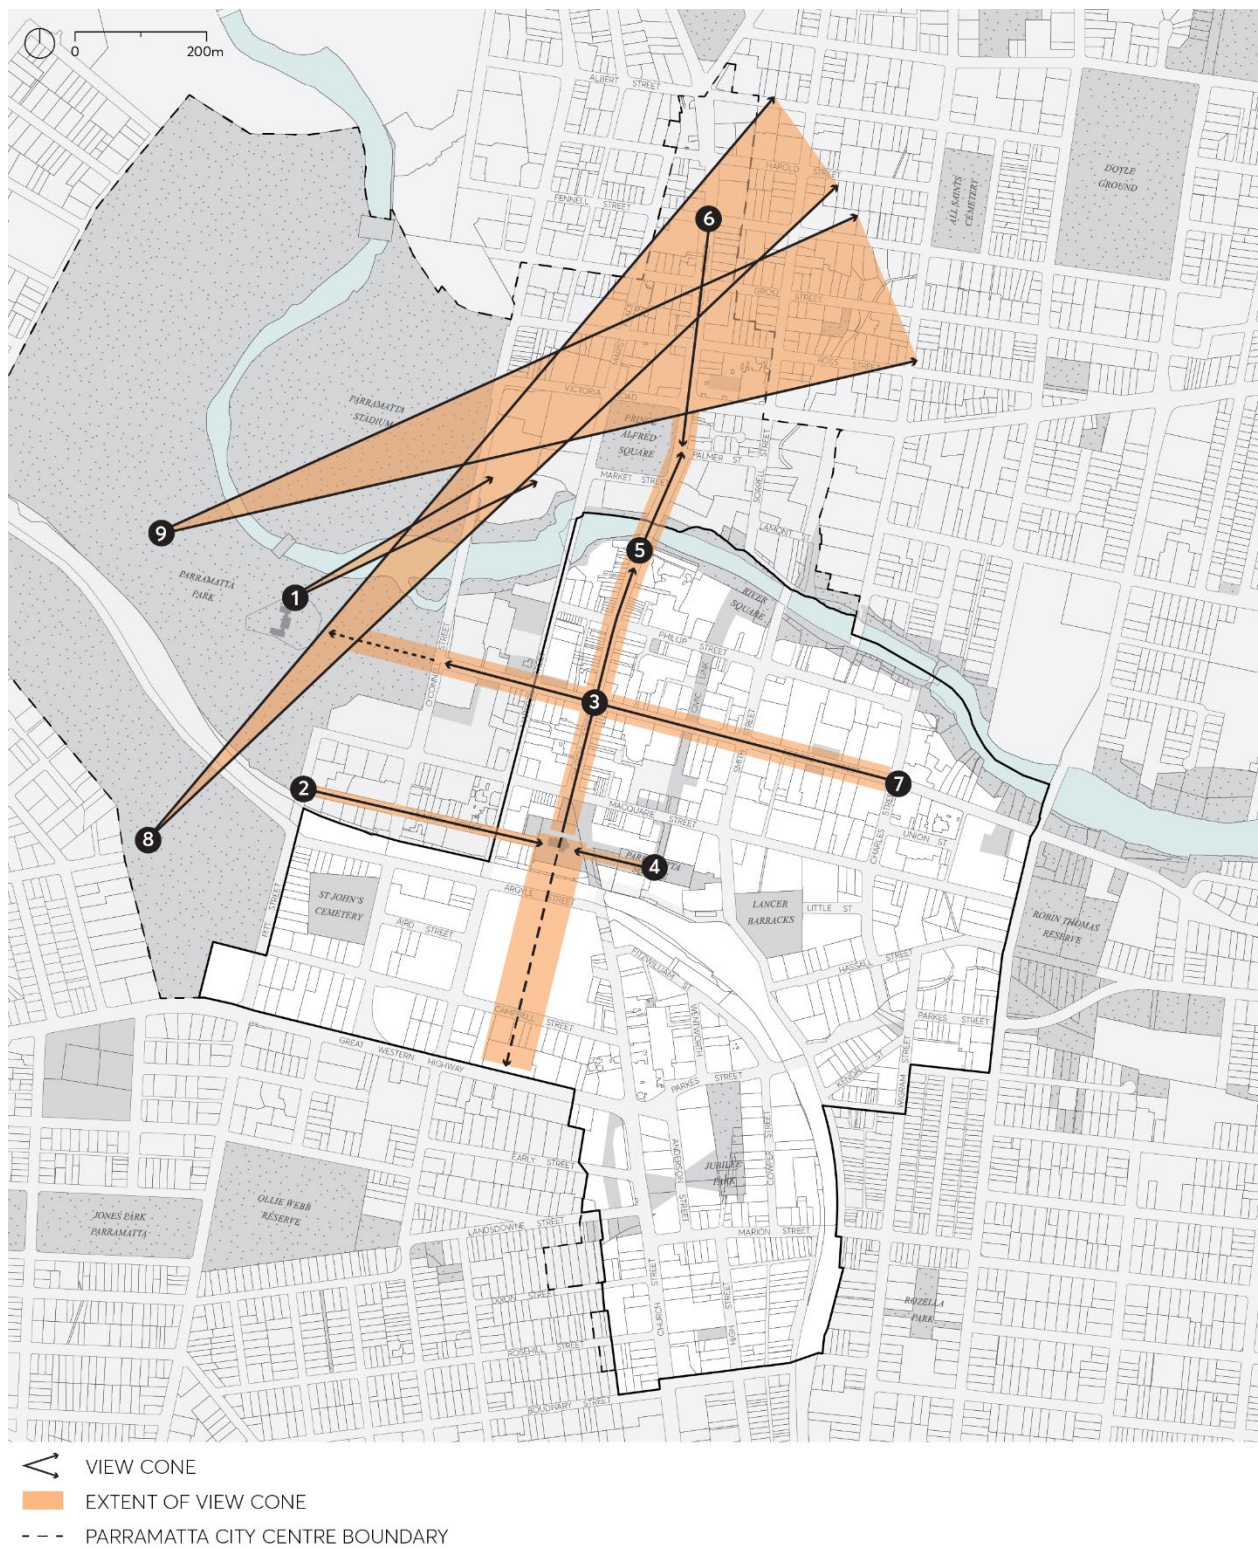 0 200m
ALBERT STREET
HAROLD STREET
FENNELL STREET
ALL SAINTS
CEMETERY
DOYLE
GROUND
6
GROSE STREET
ROSS STREET
VICTORIA ROAD
PARRAMATTA
STADIUM
PRINCE
ALFRED
SQUARE
PALMER ST
MARKET STREET
SORRELL STREET
LAMONT ST
9
5
PARRAMATTA
PARK
1
RIVER
SQUARE
PHILLIP STREET
O'CONNELL STREET
CIVIC LINK
3
SMITH STREET
2
7
MACQUARIE STREET
CHARLES STREET
UNION ST
8
4
ARGYLE STREET
ST JOHN'S
CEMETERY
LANCER
BARRACKS
LITTLE ST
ROBIN THOMAS
RESERVE
PITT STREET
AIRD STREET
FITZWILLIAM ST
HASSALL STREET
WENTWORTH
CAMPBELL STREET
PARKES STREET
GREAT WESTERN
HIGHWAY
KENDALL ST
INGRAM STREET
PARKES STREET
EARLY STREET
ANDERSON STREET
COWPER STREET
JUBILEE
PARK
OLLIE WEBB
RESERVE
JONES PARK
PARRAMATTA
LANDSDOWNE STREET
MARION STREET
DIXON STREET
CHURCH STREET
HIGH STREET
ROZELLA
PARK
ROSEHILL STREET
BOUDNARY STREET
VIEW CONE
EXTENT OF VIEW CONE
PARRAMATTA CITY CENTRE BOUNDARY